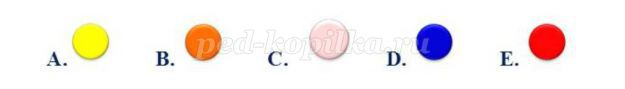 A. B. C. D. E.
ped-kopilka.ru